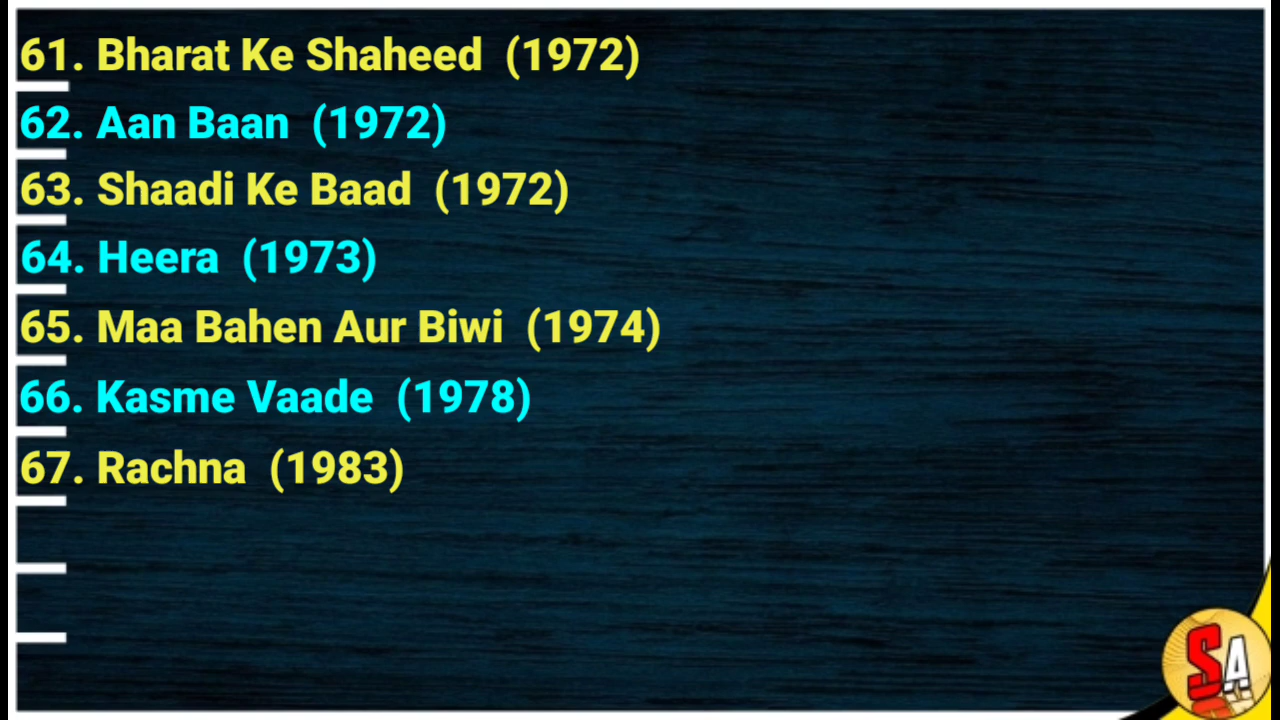 61. Bharat Ke Shaheed (1972)
62. Aan Baan (1972)
63. Shaadi Ke Baad (1972)
64. Heera (1973)
65. Maa Bahen Aur Biwi (1974)
66. Kasme Vaade (1978)
67. Rachna (1983)
SA